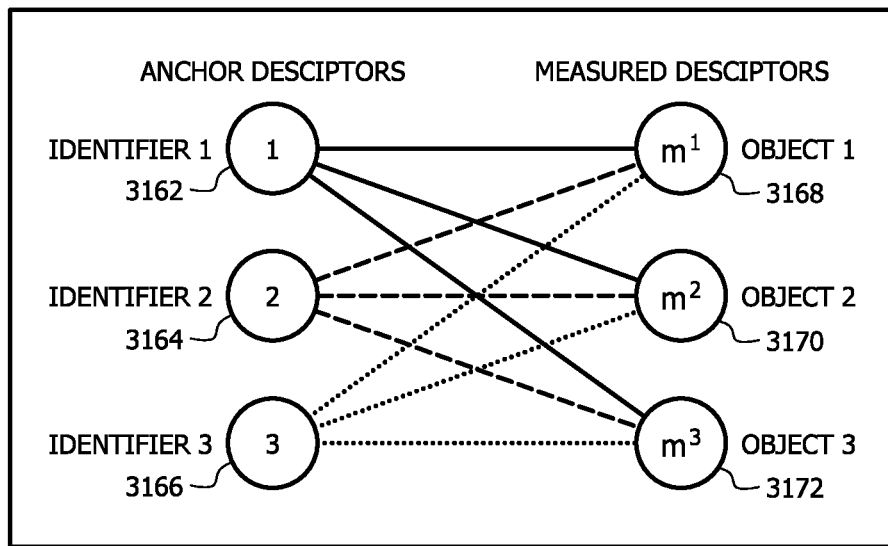 ANCHOR DESCIPTORS MEASURED DESCIPTORS
IDENTIFIER 1 1 m¹ OBJECT 1
3162 3168
IDENTIFIER 2 2 m² OBJECT 2
3164 3170
IDENTIFIER 3 3 m³ OBJECT 3
3166 3172